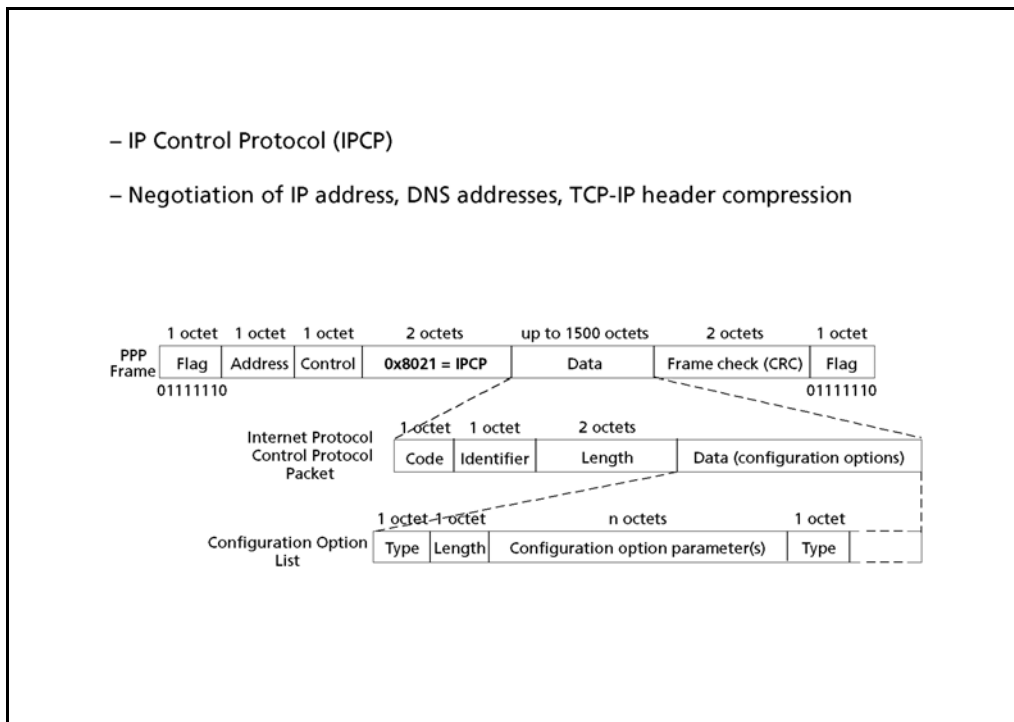 – IP Control Protocol (IPCP)
– Negotiation of IP address, DNS addresses, TCP-IP header compression
1 octet 1 octet 1 octet 2 octets up to 1500 octets 2 octets 1 octet
PPP
Frame
Flag Address Control 0x8021 = IPCP Data Frame check (CRC) Flag
01111110 01111110
1 octet 1 octet 2 octets
Internet Protocol
Control Protocol
Packet
Code Identifier Length Data (configuration options)
1 octet 1 octet n octets 1 octet
Configuration Option
List
Type Length Configuration option parameter(s) Type